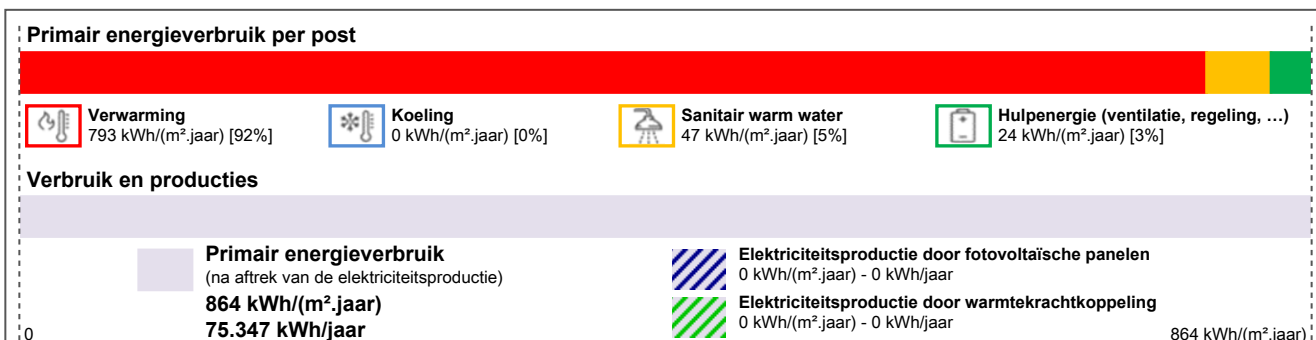 Primair energieverbruik per post
Verwarming
793 kWh/(m².jaar) [92%]
Koeling
0 kWh/(m².jaar) [0%]
Sanitair warm water
47 kWh/(m².jaar) [5%]
Hulpenergie (ventilatie, regeling, …)
24 kWh/(m².jaar) [3%]
Verbruik en producties
Primair energieverbruik
(na aftrek van de elektriciteitsproductie)
864 kWh/(m².jaar)
75.347 kWh/jaar
Elektriciteitsproductie door fotovoltaïsche panelen
0 kWh/(m².jaar) - 0 kWh/jaar
Elektriciteitsproductie door warmtekrachtkoppeling
0 kWh/(m².jaar) - 0 kWh/jaar
0
864 kWh/(m².jaar)